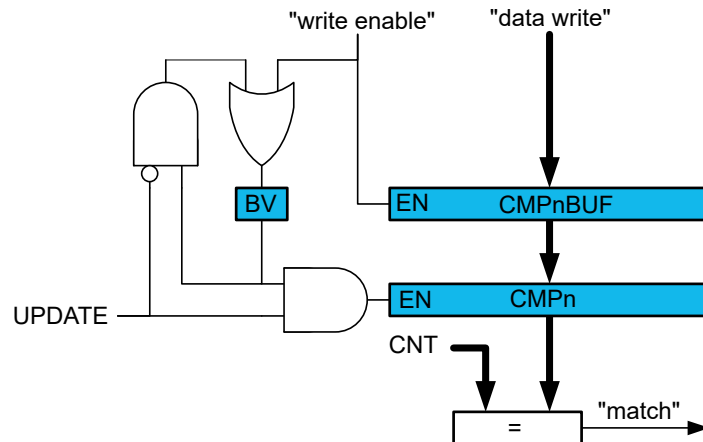 "write enable" "data write"
BV
EN CMPnBUF
EN CMPn
UPDATE
CNT
"match"
=